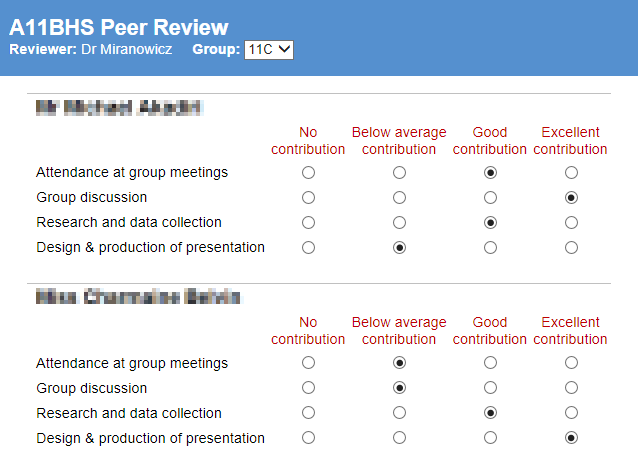 A11BHS Peer Review
Reviewer: Dr Miranowicz Group: 11C
No contribution Below average contribution Good contribution Excellent contribution
Attendance at group meetings
Group discussion
Research and data collection
Design & production of presentation
No contribution Below average contribution Good contribution Excellent contribution
Attendance at group meetings
Group discussion
Research and data collection
Design & production of presentation